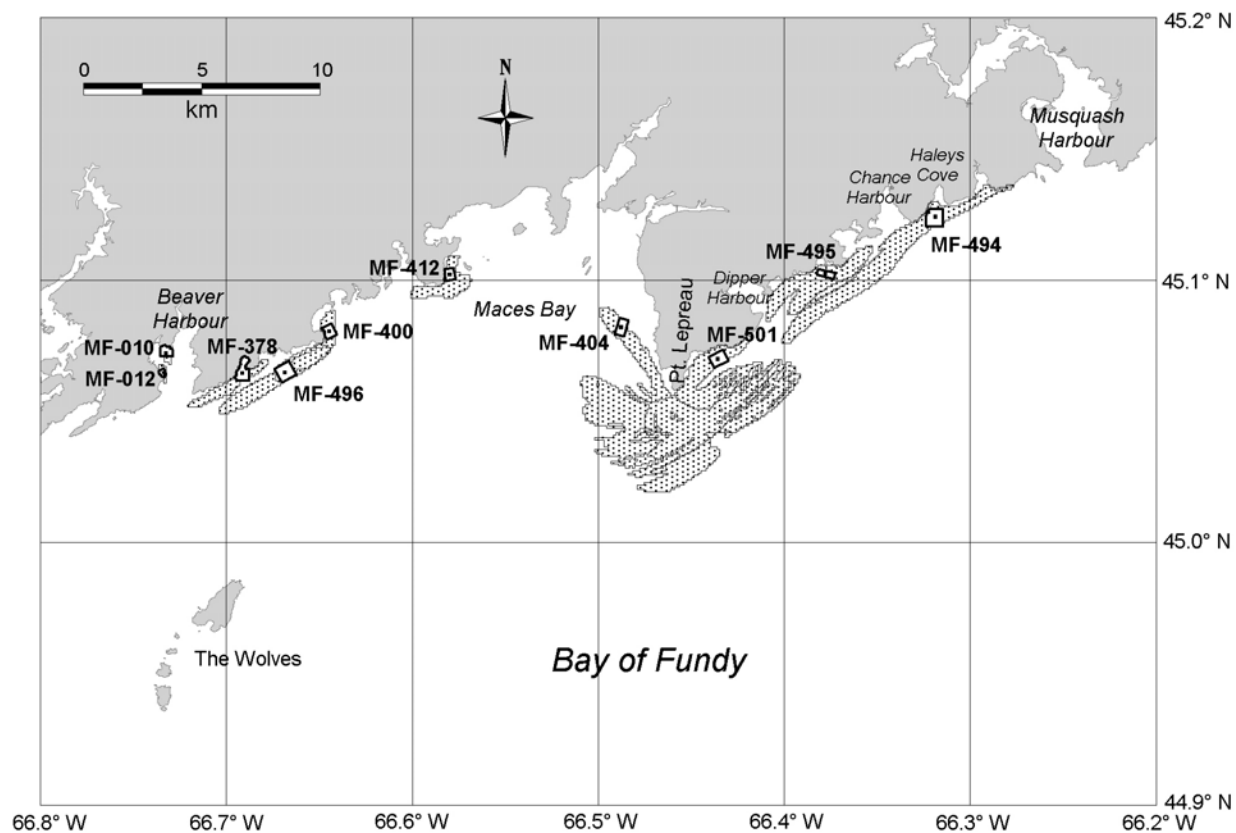 45.2° N
0 5 10
km
N
Musquash
Harbour
Haleys
Cove
Chance
Harbour
MF-494
MF-495
MF-412
45.1° N
Dipper
Harbour
Beaver
Harbour
Maces Bay
MF-400
MF-404
Pt. Lepreau
MF-501
MF-010
MF-378
MF-012
MF-496
45.0° N
The Wolves
Bay of Fundy
44.9° N
66.8° W 66.7° W 66.6° W 66.5° W 66.4° W 66.3° W 66.2° W